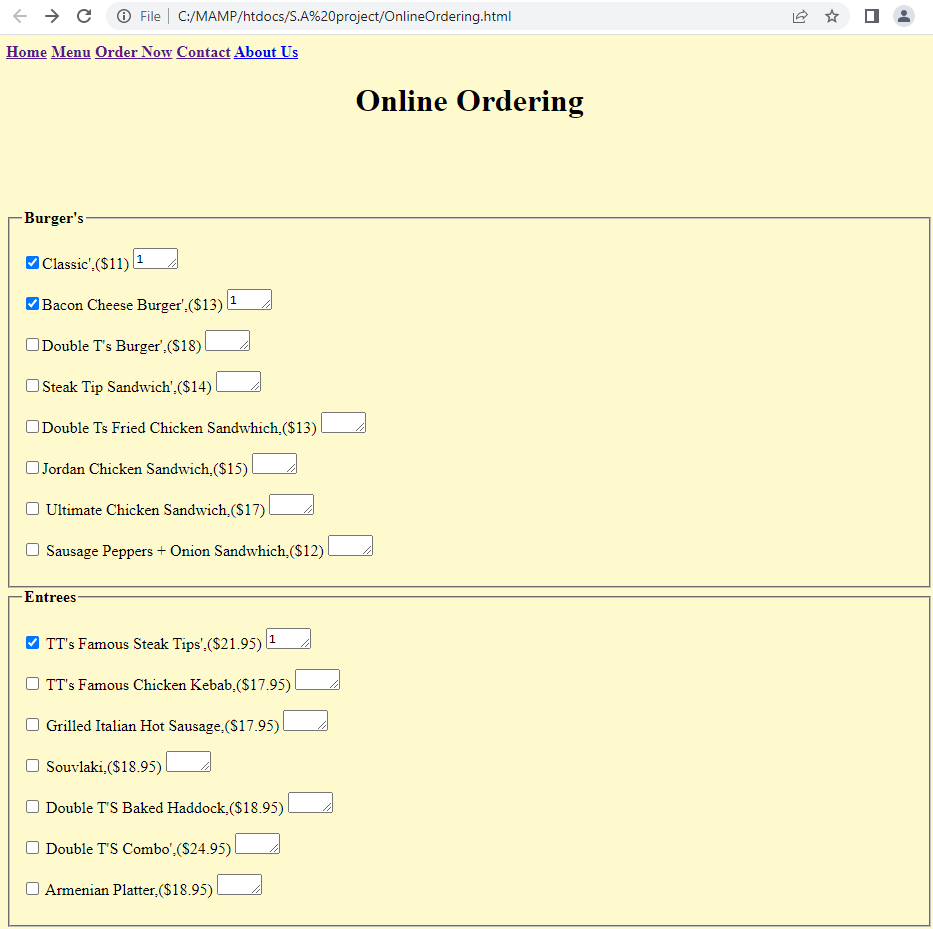 File C:/MAMP/htdocs/S.A%20project/OnlineOrdering.html
Home Menu Order Now Contact About Us
Online Ordering
Burger's
Classic',($11) 1
Bacon Cheese Burger',($13) 1
Double T's Burger',($18)
Steak Tip Sandwich',($14)
Double Ts Fried Chicken Sandwhich,($13)
Jordan Chicken Sandwich,($15)
Ultimate Chicken Sandwich,($17)
Sausage Peppers + Onion Sandwhich,($12)
Entrees
TT's Famous Steak Tips',($21.95) 1
TT's Famous Chicken Kebab,($17.95)
Grilled Italian Hot Sausage,($17.95)
Souvlaki,($18.95)
Double T'S Baked Haddock,($18.95)
Double T'S Combo',($24.95)
Armenian Platter,($18.95)